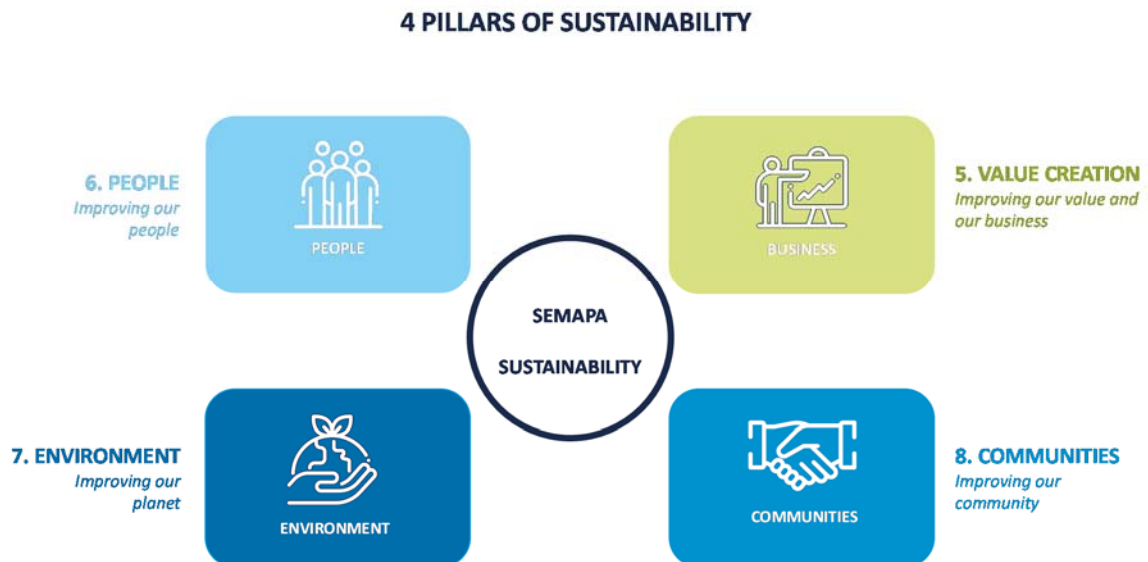 4 PILLARS OF SUSTAINABILITY
6. PEOPLE
Improving our
people
PEOPLE
BUSINESS
5. VALUE CREATION
Improving our value and
our business
SEMAPA
SUSTAINABILITY
7. ENVIRONMENT
Improving our
planet
ENVIRONMENT
COMMUNITIES
8. COMMUNITIES
Improving our
community